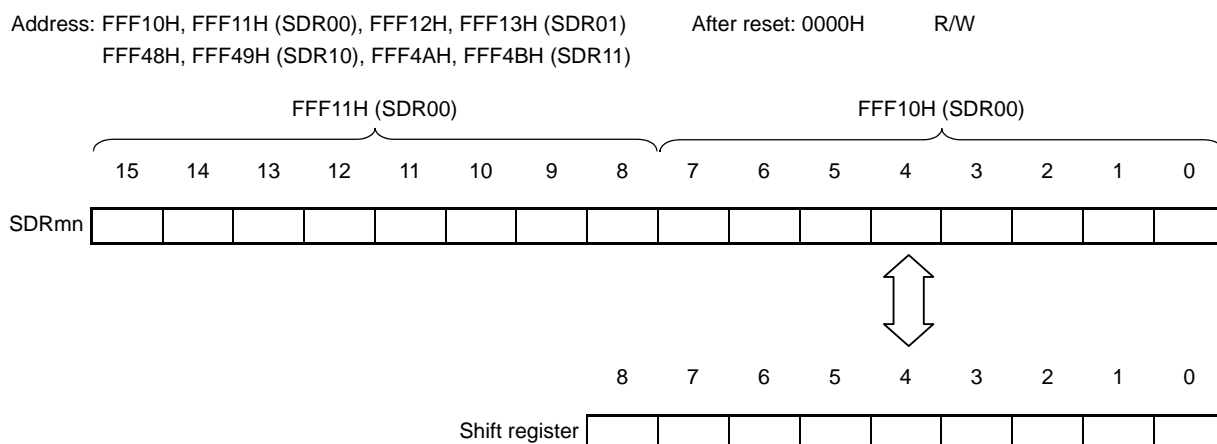 Address: FFF10H, FFF11H (SDR00), FFF12H, FFF13H (SDR01) After reset: 0000H R/W
FFF48H, FFF49H (SDR10), FFF4AH, FFF4BH (SDR11)
FFF11H (SDR00) FFF10H (SDR00)
15 14 13 12 11 10 9 8 7 6 5 4 3 2 1 0
SDRmn
8 7 6 5 4 3 2 1 0
Shift register